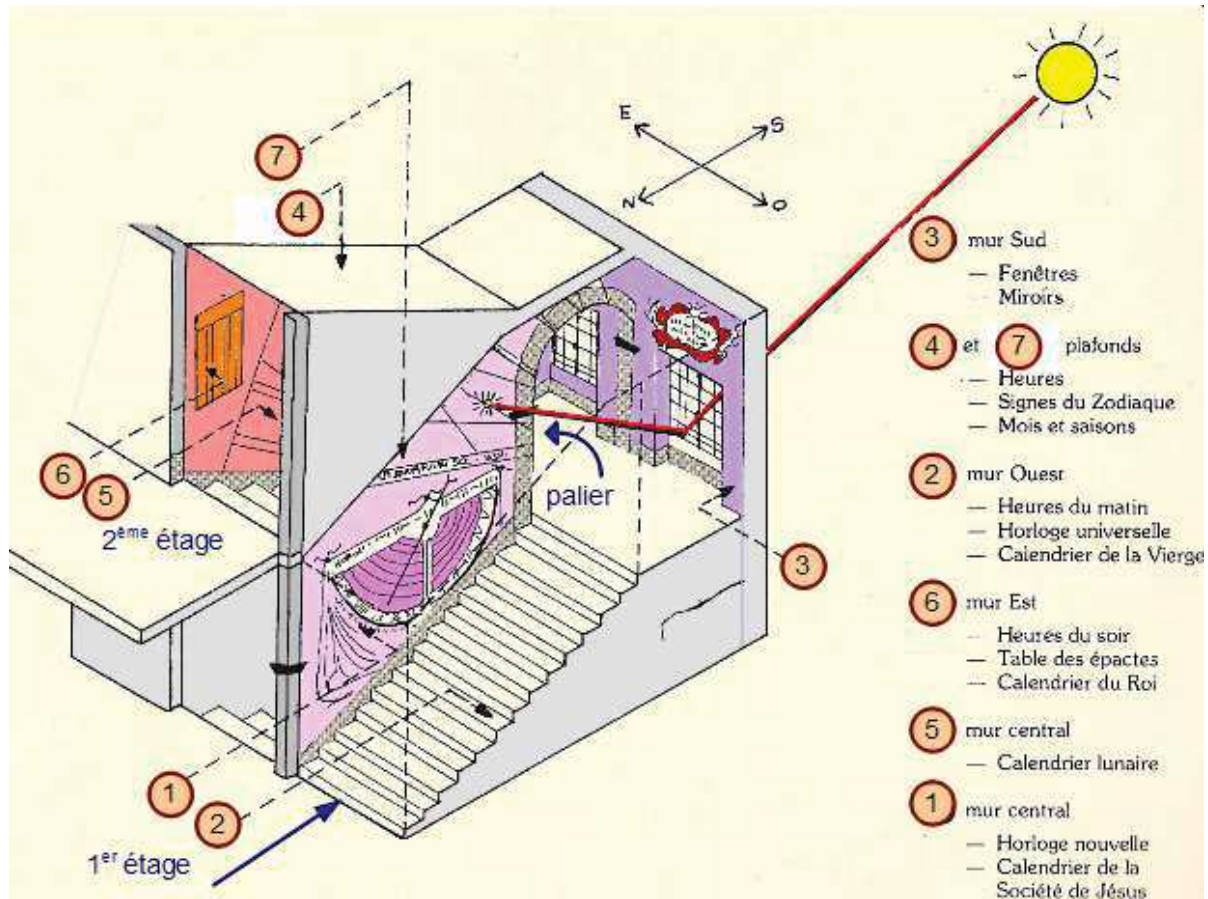 E
S
N
O
7
4
6
5
2ème étage
palier
3
1
2
1er étage
3 mur Sud
— Fenêtres
— Miroirs
4 et 7 plafonds
— Heures
— Signes du Zodiaque
— Mois et saisons
2 mur Ouest
— Heures du matin
— Horloge universelle
— Calendrier de la Vierge
6 mur Est
— Heures du soir
— Table des épactes
— Calendrier du Roi
5 mur central
— Calendrier lunaire
1 mur central
— Horloge nouvelle
— Calendrier de la
Société de Jésus